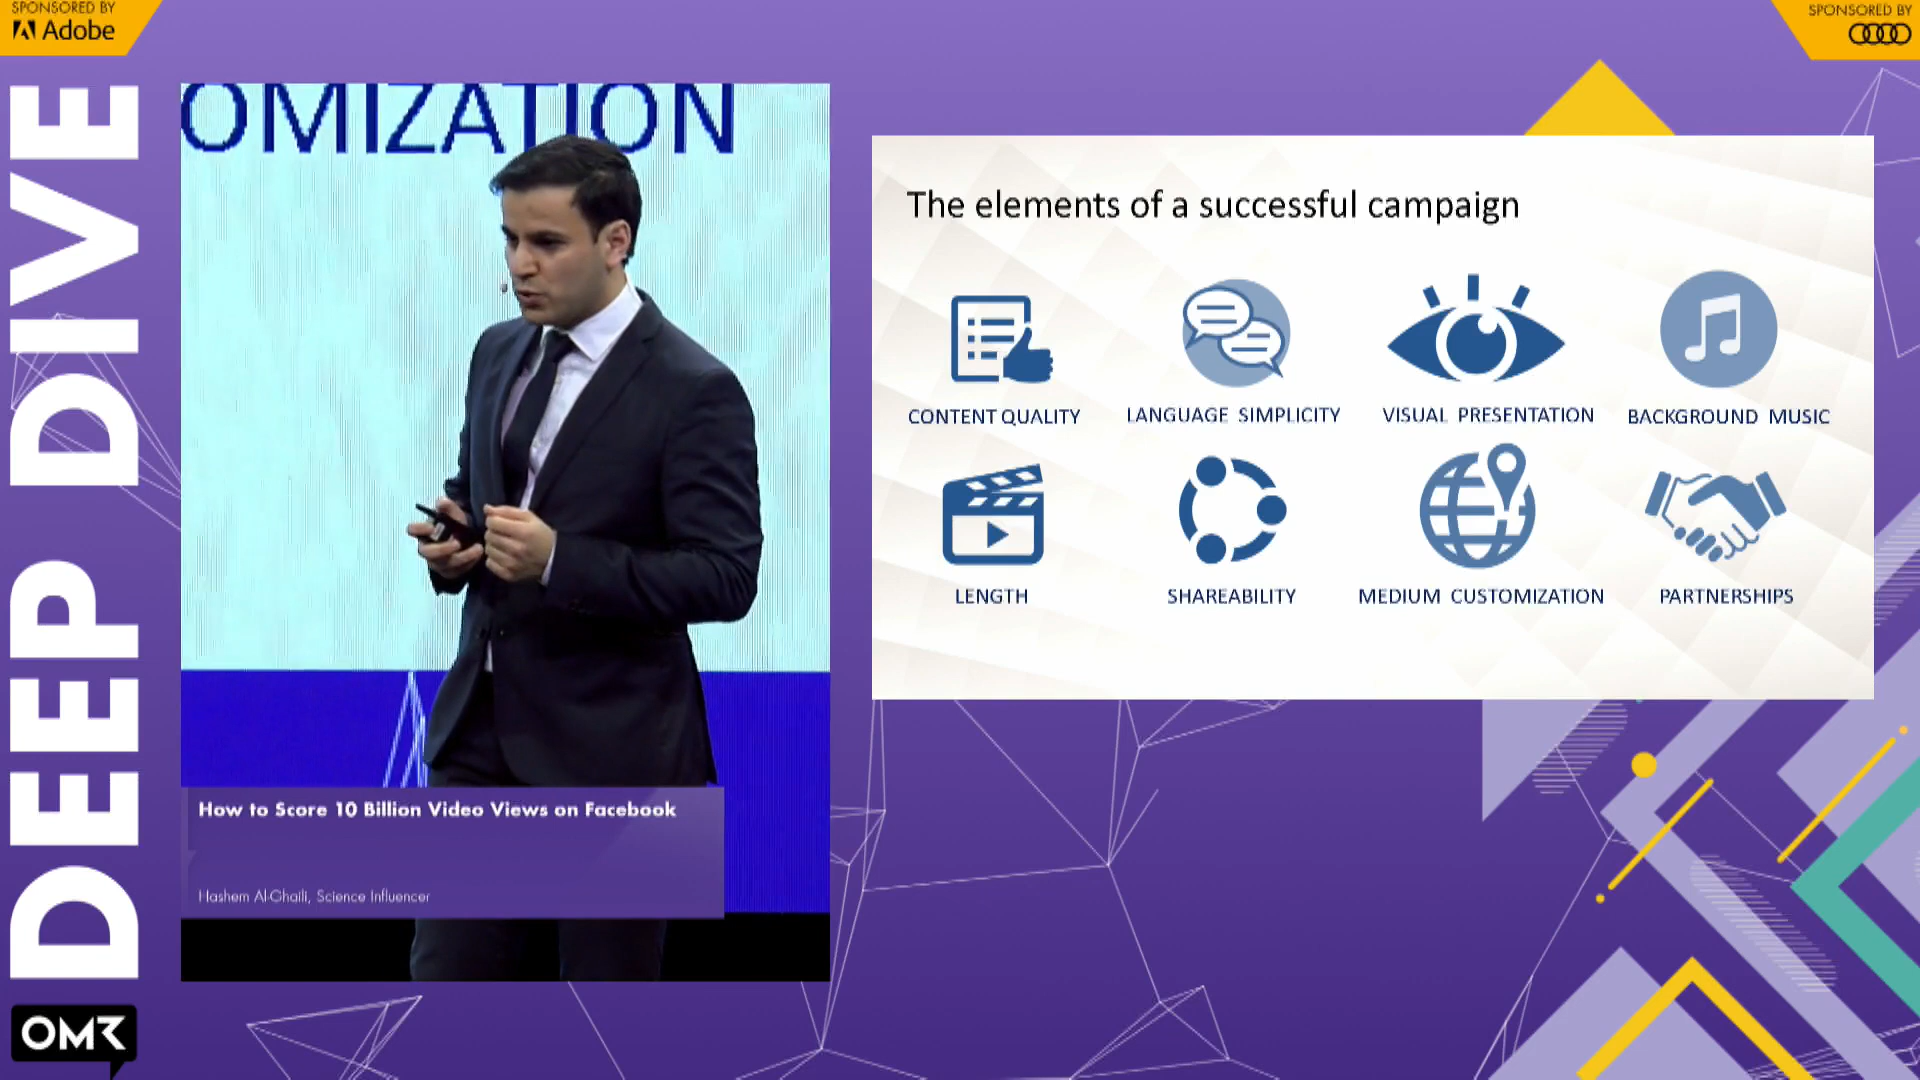 SPONSORED BY
Adobe
SPONSORED BY
DEEP DIVE
OMR
OMIZATION
How to Score 10 Billion Video Views on Facebook
Hashem Al-Ghaili, Science Influencer
The elements of a successful campaign
CONTENT QUALITY
LANGUAGE SIMPLICITY
VISUAL PRESENTATION
BACKGROUND MUSIC
LENGTH
SHAREABILITY
MEDIUM CUSTOMIZATION
PARTNERSHIPS